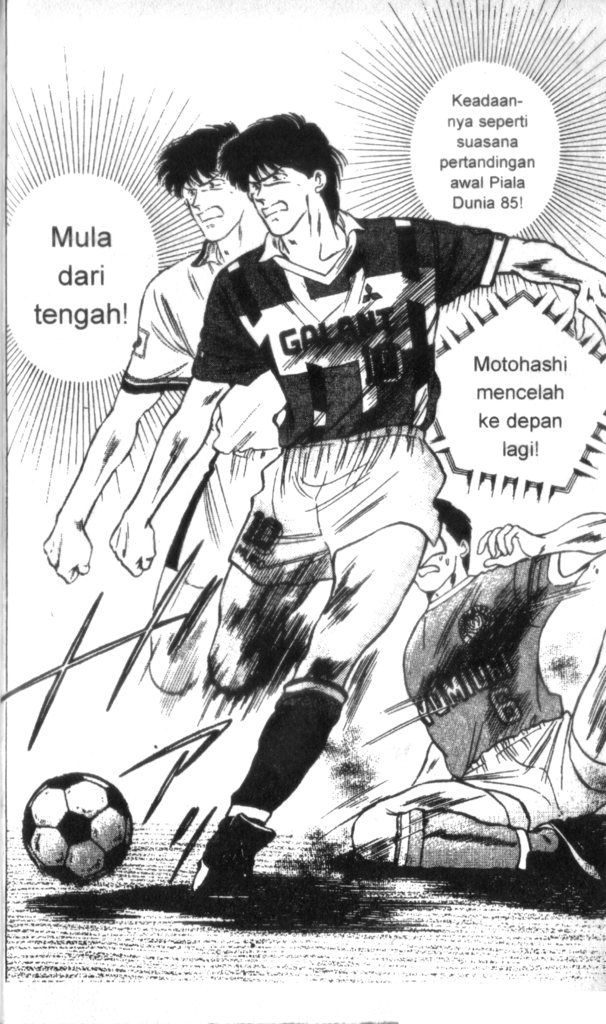 Keadaan-
nya seperti
suasana
pertandingan
awal Piala
Dunia 85!
Mula
dari
tengah!
GALANT
10
Motohashi
mencelah
ke depan
lagi!
10
YOMIURI
6